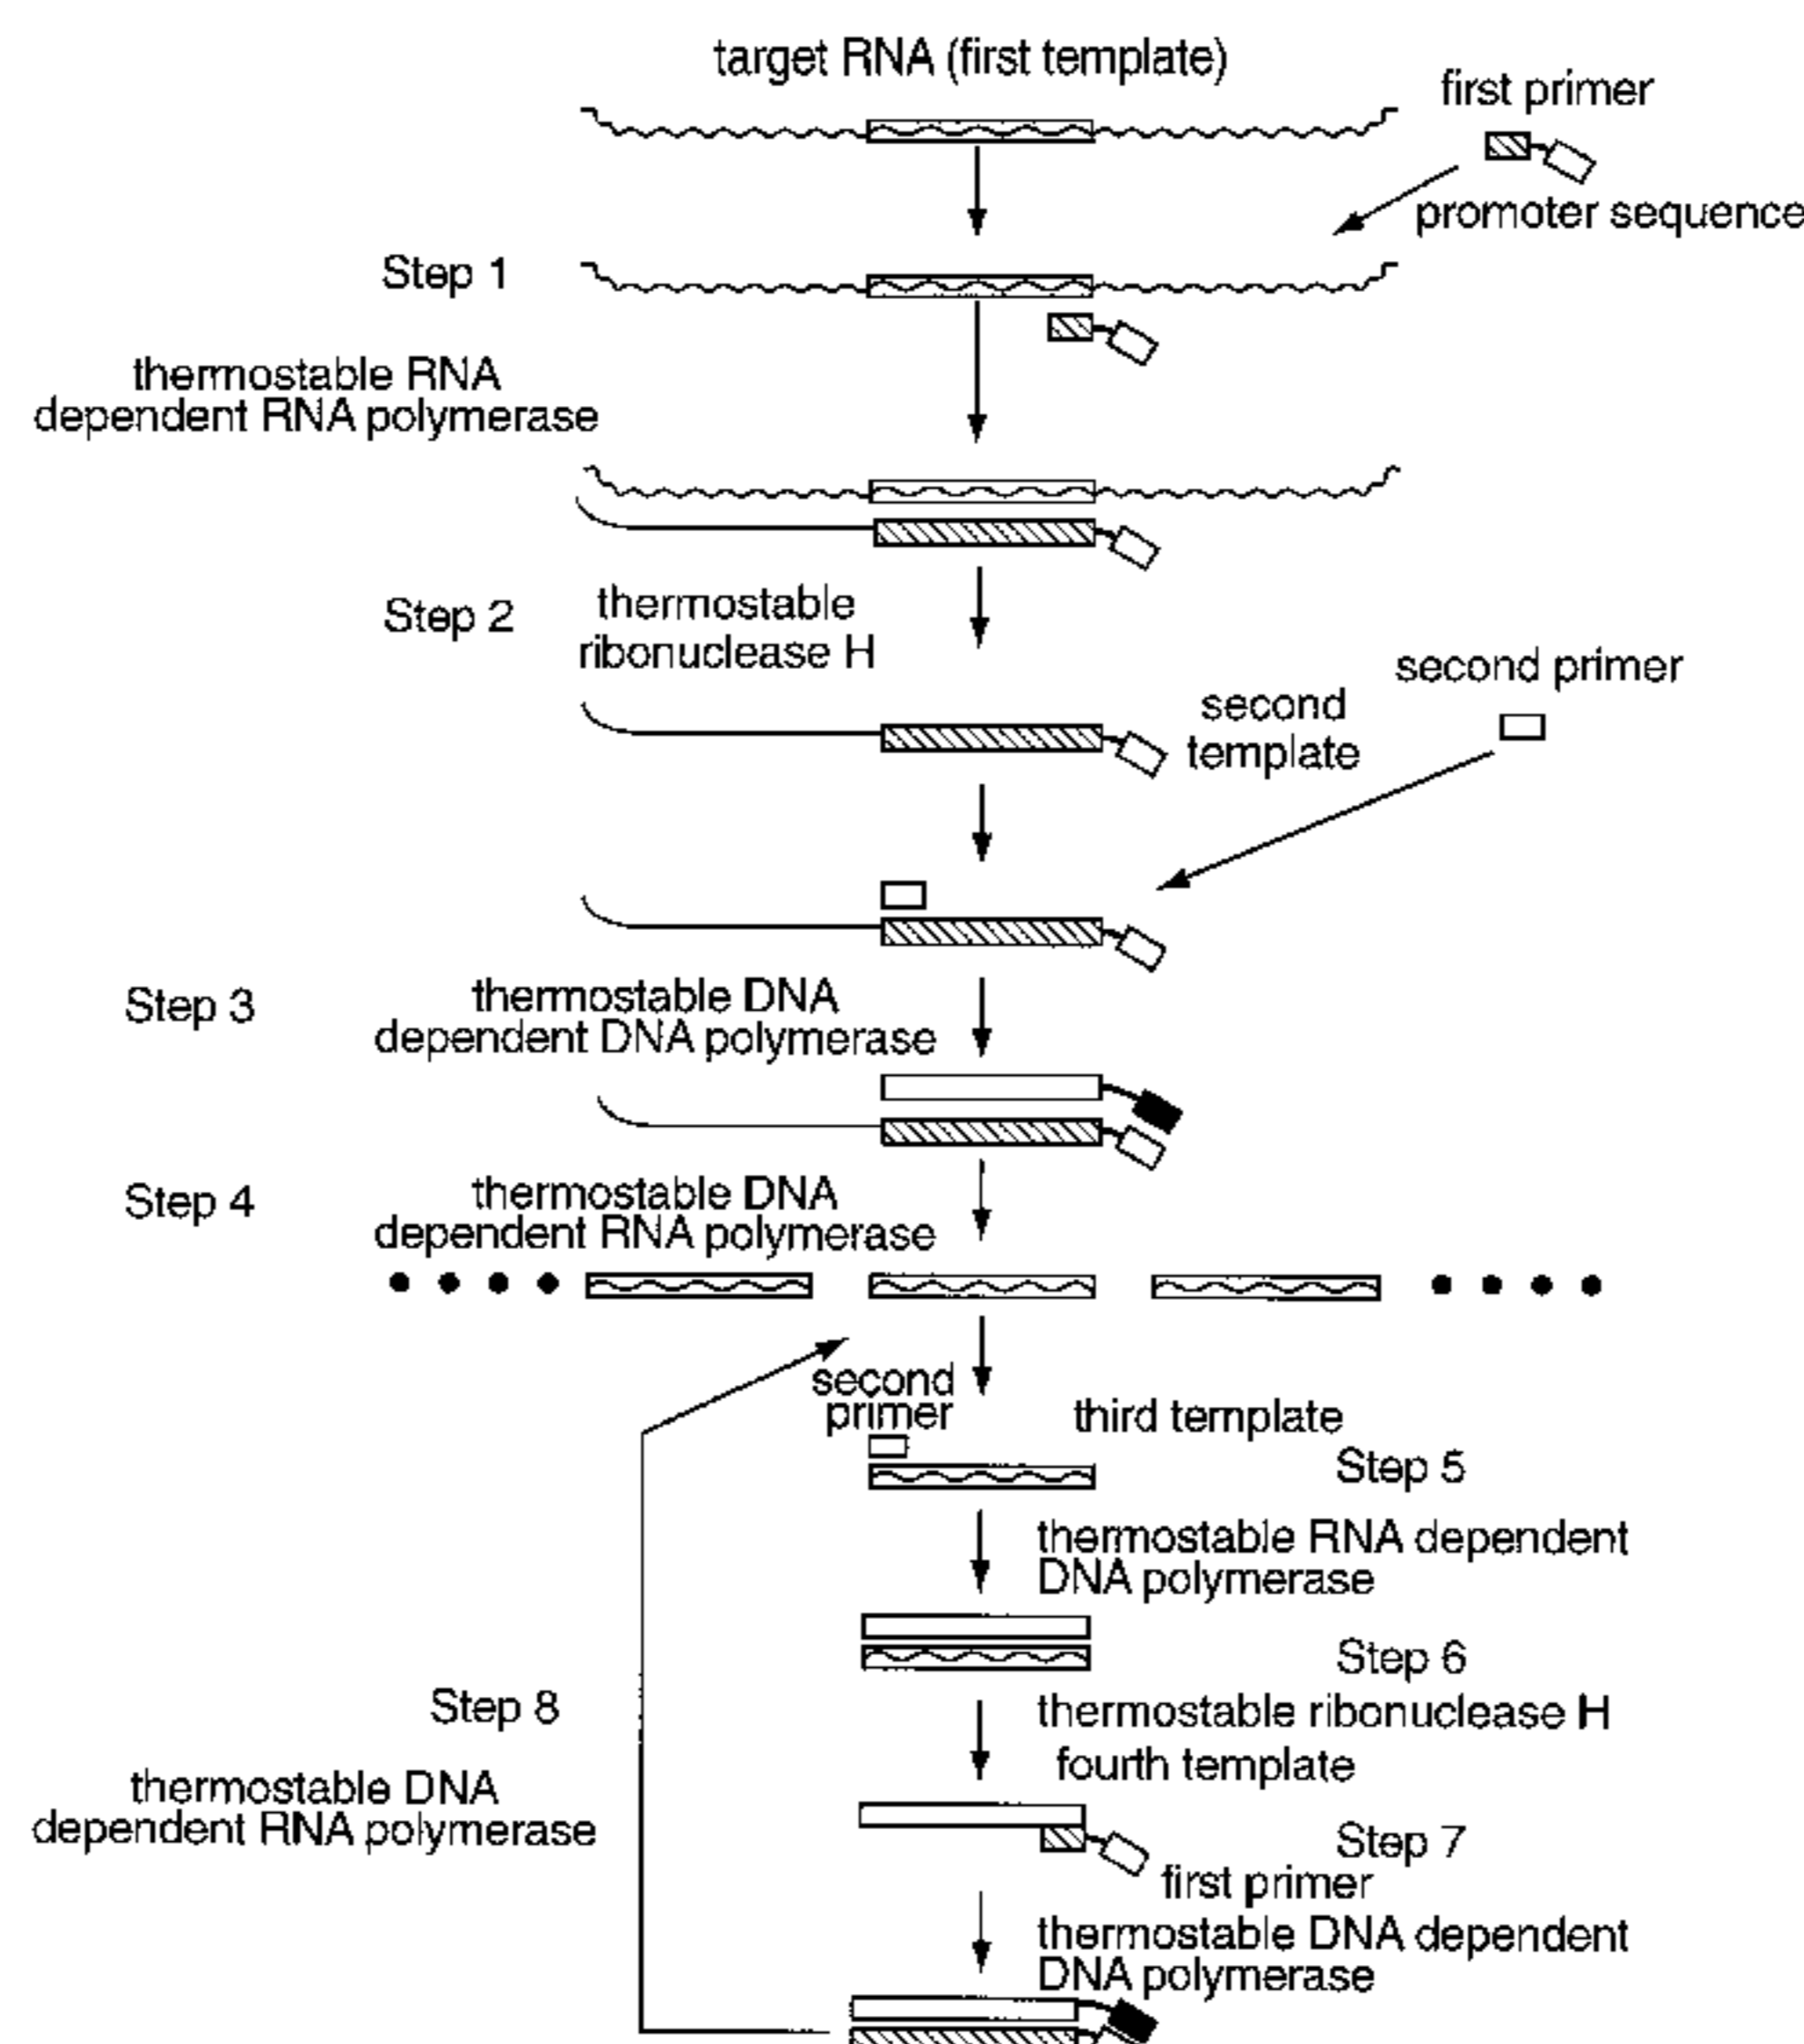 target RNA (first template)
first primer
promoter sequence
Step 1
thermostable RNA
dependent RNA polymerase
Step 2
thermostable
ribonuclease H
second primer
second
template
Step 3
thermostable DNA
dependent DNA polymerase
Step 4
thermostable DNA
dependent RNA polymerase
second
primer
third template
Step 5
thermostable RNA dependent
DNA polymerase
Step 6
thermostable ribonuclease H
fourth template
Step 7
first primer
thermostable DNA dependent
DNA polymerase
Step 8
thermostable DNA
dependent RNA polymerase